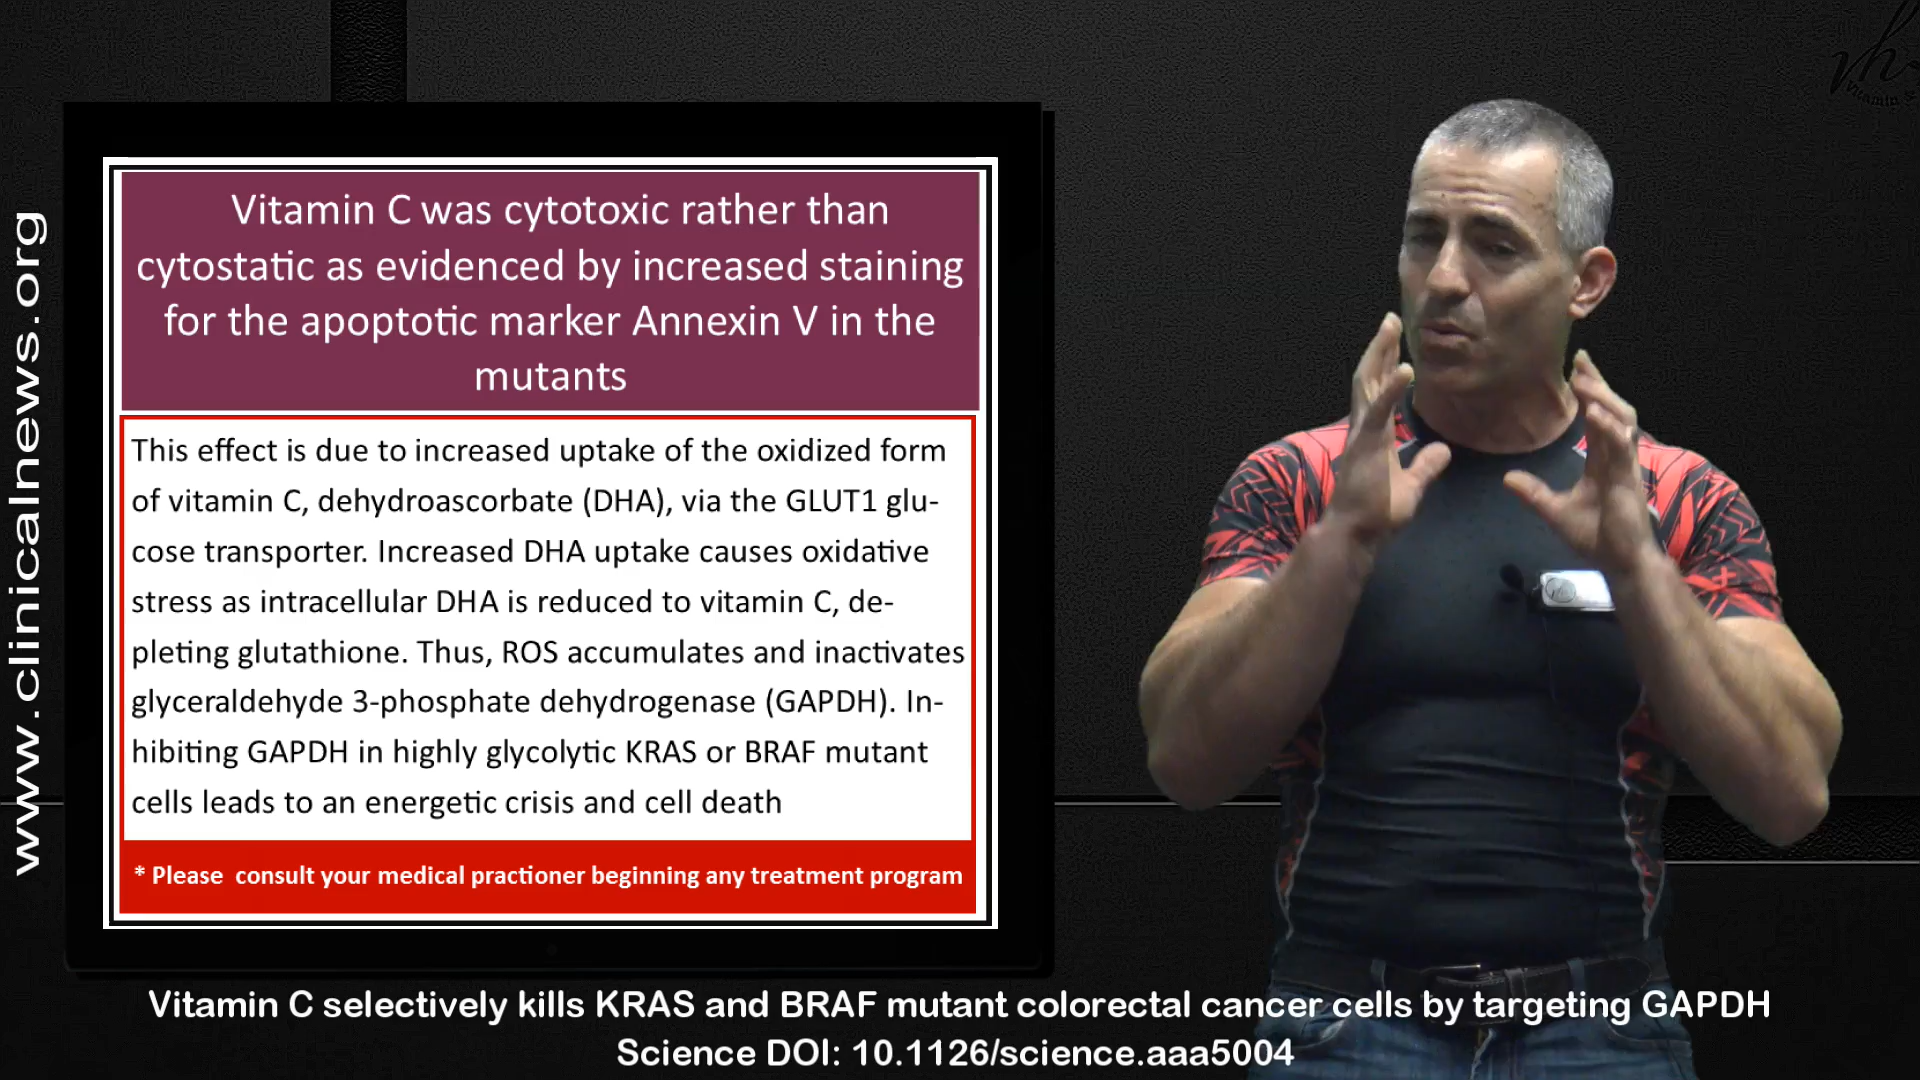 www.clinicalnews.org
Vitamin C was cytotoxic rather than
cytostatic as evidenced by increased staining
for the apoptotic marker Annexin V in the
mutants
This effect is due to increased uptake of the oxidized form
of vitamin C, dehydroascorbate (DHA), via the GLUT1 glu-
cose transporter. Increased DHA uptake causes oxidative
stress as intracellular DHA is reduced to vitamin C, de-
pleting glutathione. Thus, ROS accumulates and inactivates
glyceraldehyde 3-phosphate dehydrogenase (GAPDH). In-
hibiting GAPDH in highly glycolytic KRAS or BRAF mutant
cells leads to an energetic crisis and cell death
* Please consult your medical practioner beginning any treatment program
Vitamin C selectively kills KRAS and BRAF mutant colorectal cancer cells by targeting GAPDH
Science DOI: 10.1126/science.aaa5004
vh
Vitamin